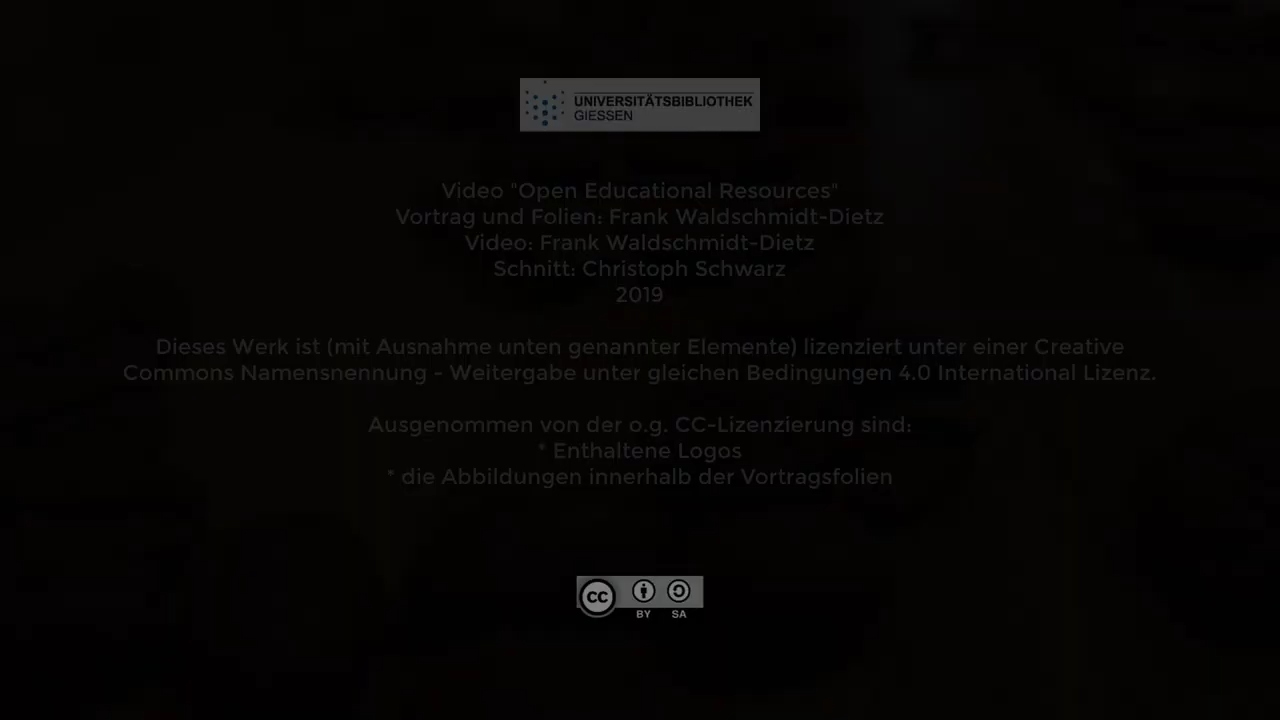 UNIVERSITÄTSBIBLIOTHEK
GIESSEN
Video "Open Educational Resources"
Vortrag und Folien: Frank Waldschmidt-Dietz
Video: Frank Waldschmidt-Dietz
Schnitt: Christoph Schwarz
2019
Dieses Werk ist (mit Ausnahme unten genannter Elemente) lizenziert unter einer Creative
Commons Namensnennung - Weitergabe unter gleichen Bedingungen 4.0 International Lizenz.
Ausgenommen von der o.g. CC-Lizenzierung sind:
* Enthaltene Logos
* die Abbildungen innerhalb der Vortragsfolien
CC
BY SA